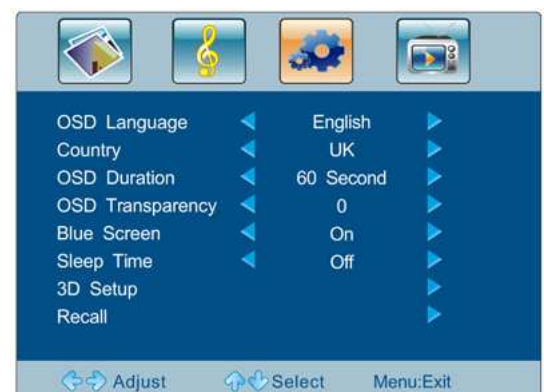 OSD Language English
Country UK
OSD Duration 60 Second
OSD Transparency 0
Blue Screen On
Sleep Time Off
3D Setup
Recall
Adjust Select Menu:Exit